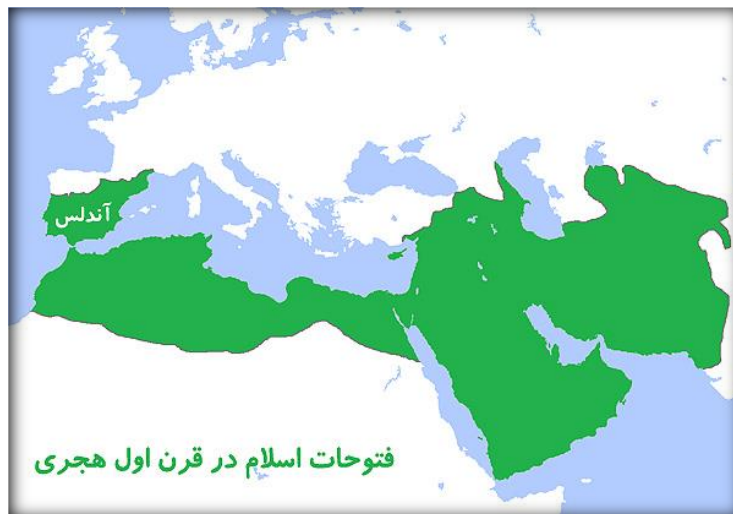 آندلس
فتوحات اسلام در قرن اول هجری